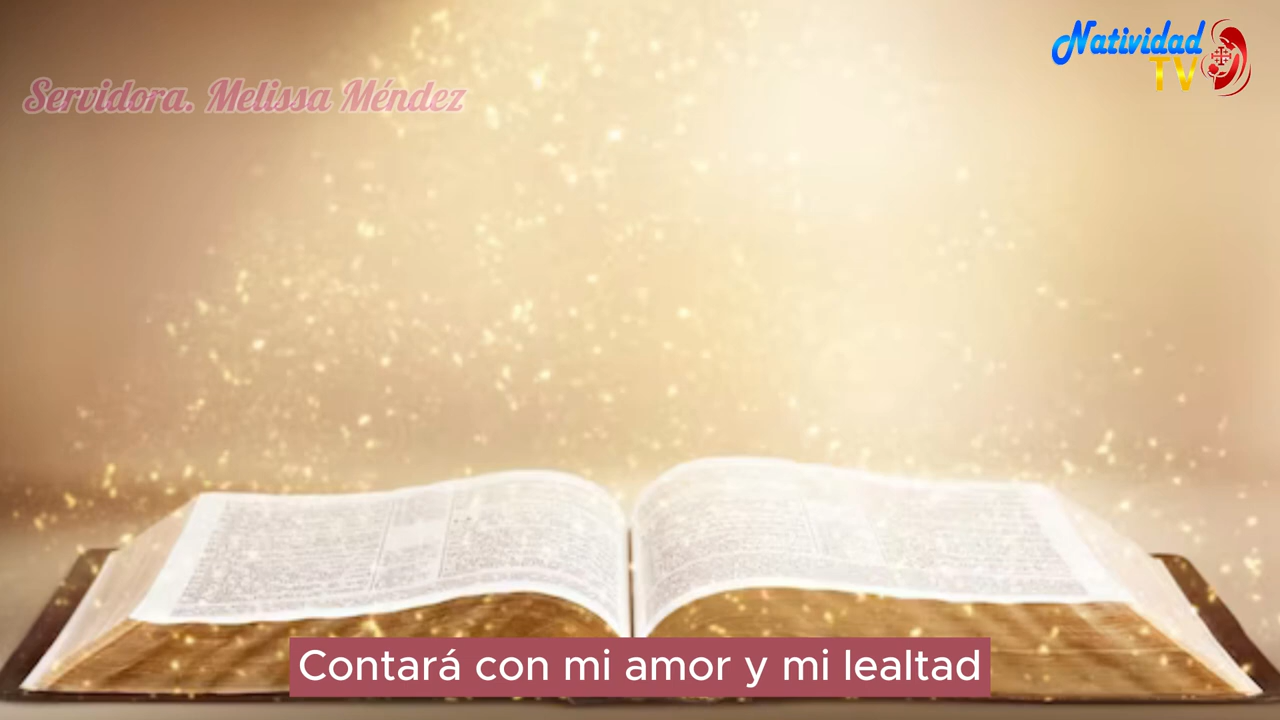 Natividad
TV
Servidora. Melissa Méndez
Contará con mi amor y mi lealtad